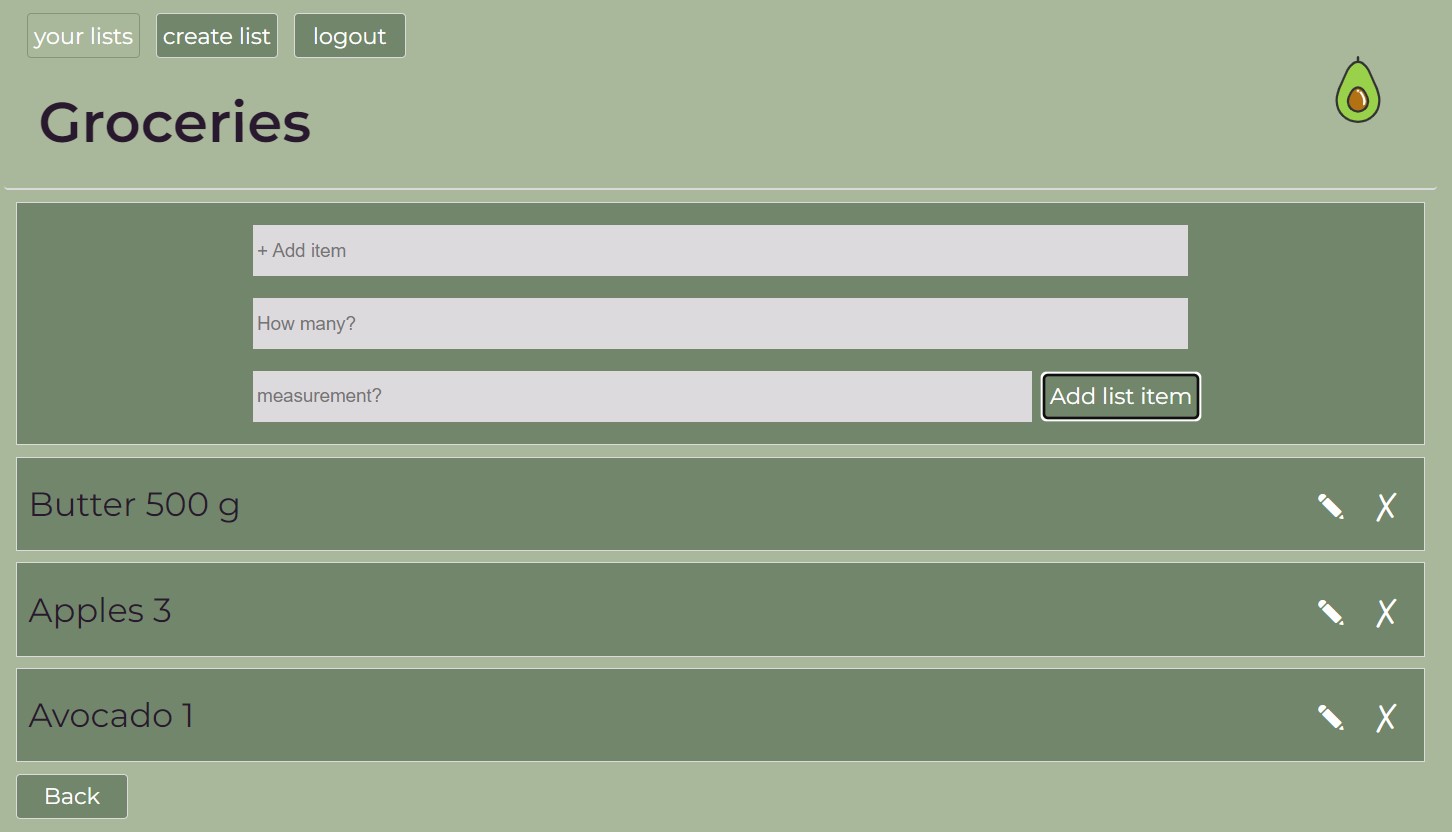 your lists create list logout
Groceries
+ Add item
How many?
measurement? Add list item
Butter 500 g
Apples 3
Avocado 1
Back